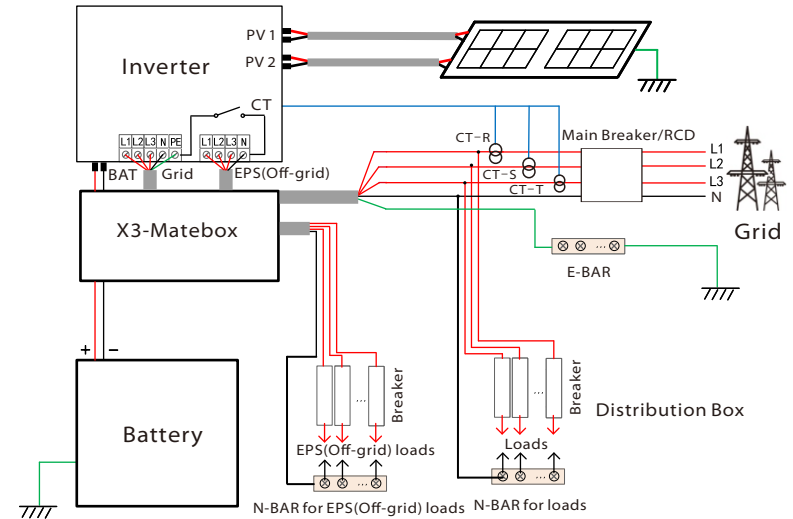 PV 1
PV 2
Inverter
CT
L1 L2 L3 N PE
L1 L2 L3 N
BAT
Grid
EPS(Off-grid)
CT-R
CT-S
CT-T
Main Breaker/RCD
L1
L2
L3
N
Grid
X3-Matebox
... 
E-BAR
+
−
Battery
...
Breaker
EPS(Off-grid) loads
...
N-BAR for EPS(Off-grid) loads
...
Breaker
Distribution Box
Loads
...
N-BAR for loads